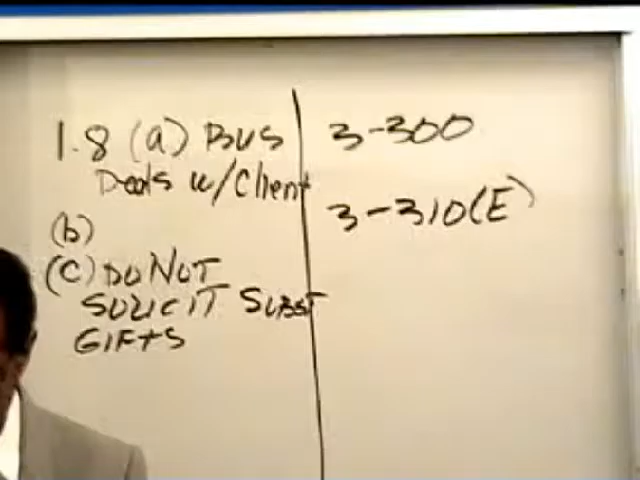 1.8 (a) BUS
Deals w/Client
(b)
(C) DO NOT
SOLICIT SUBST
GIFTS
3-300
3-310(E)